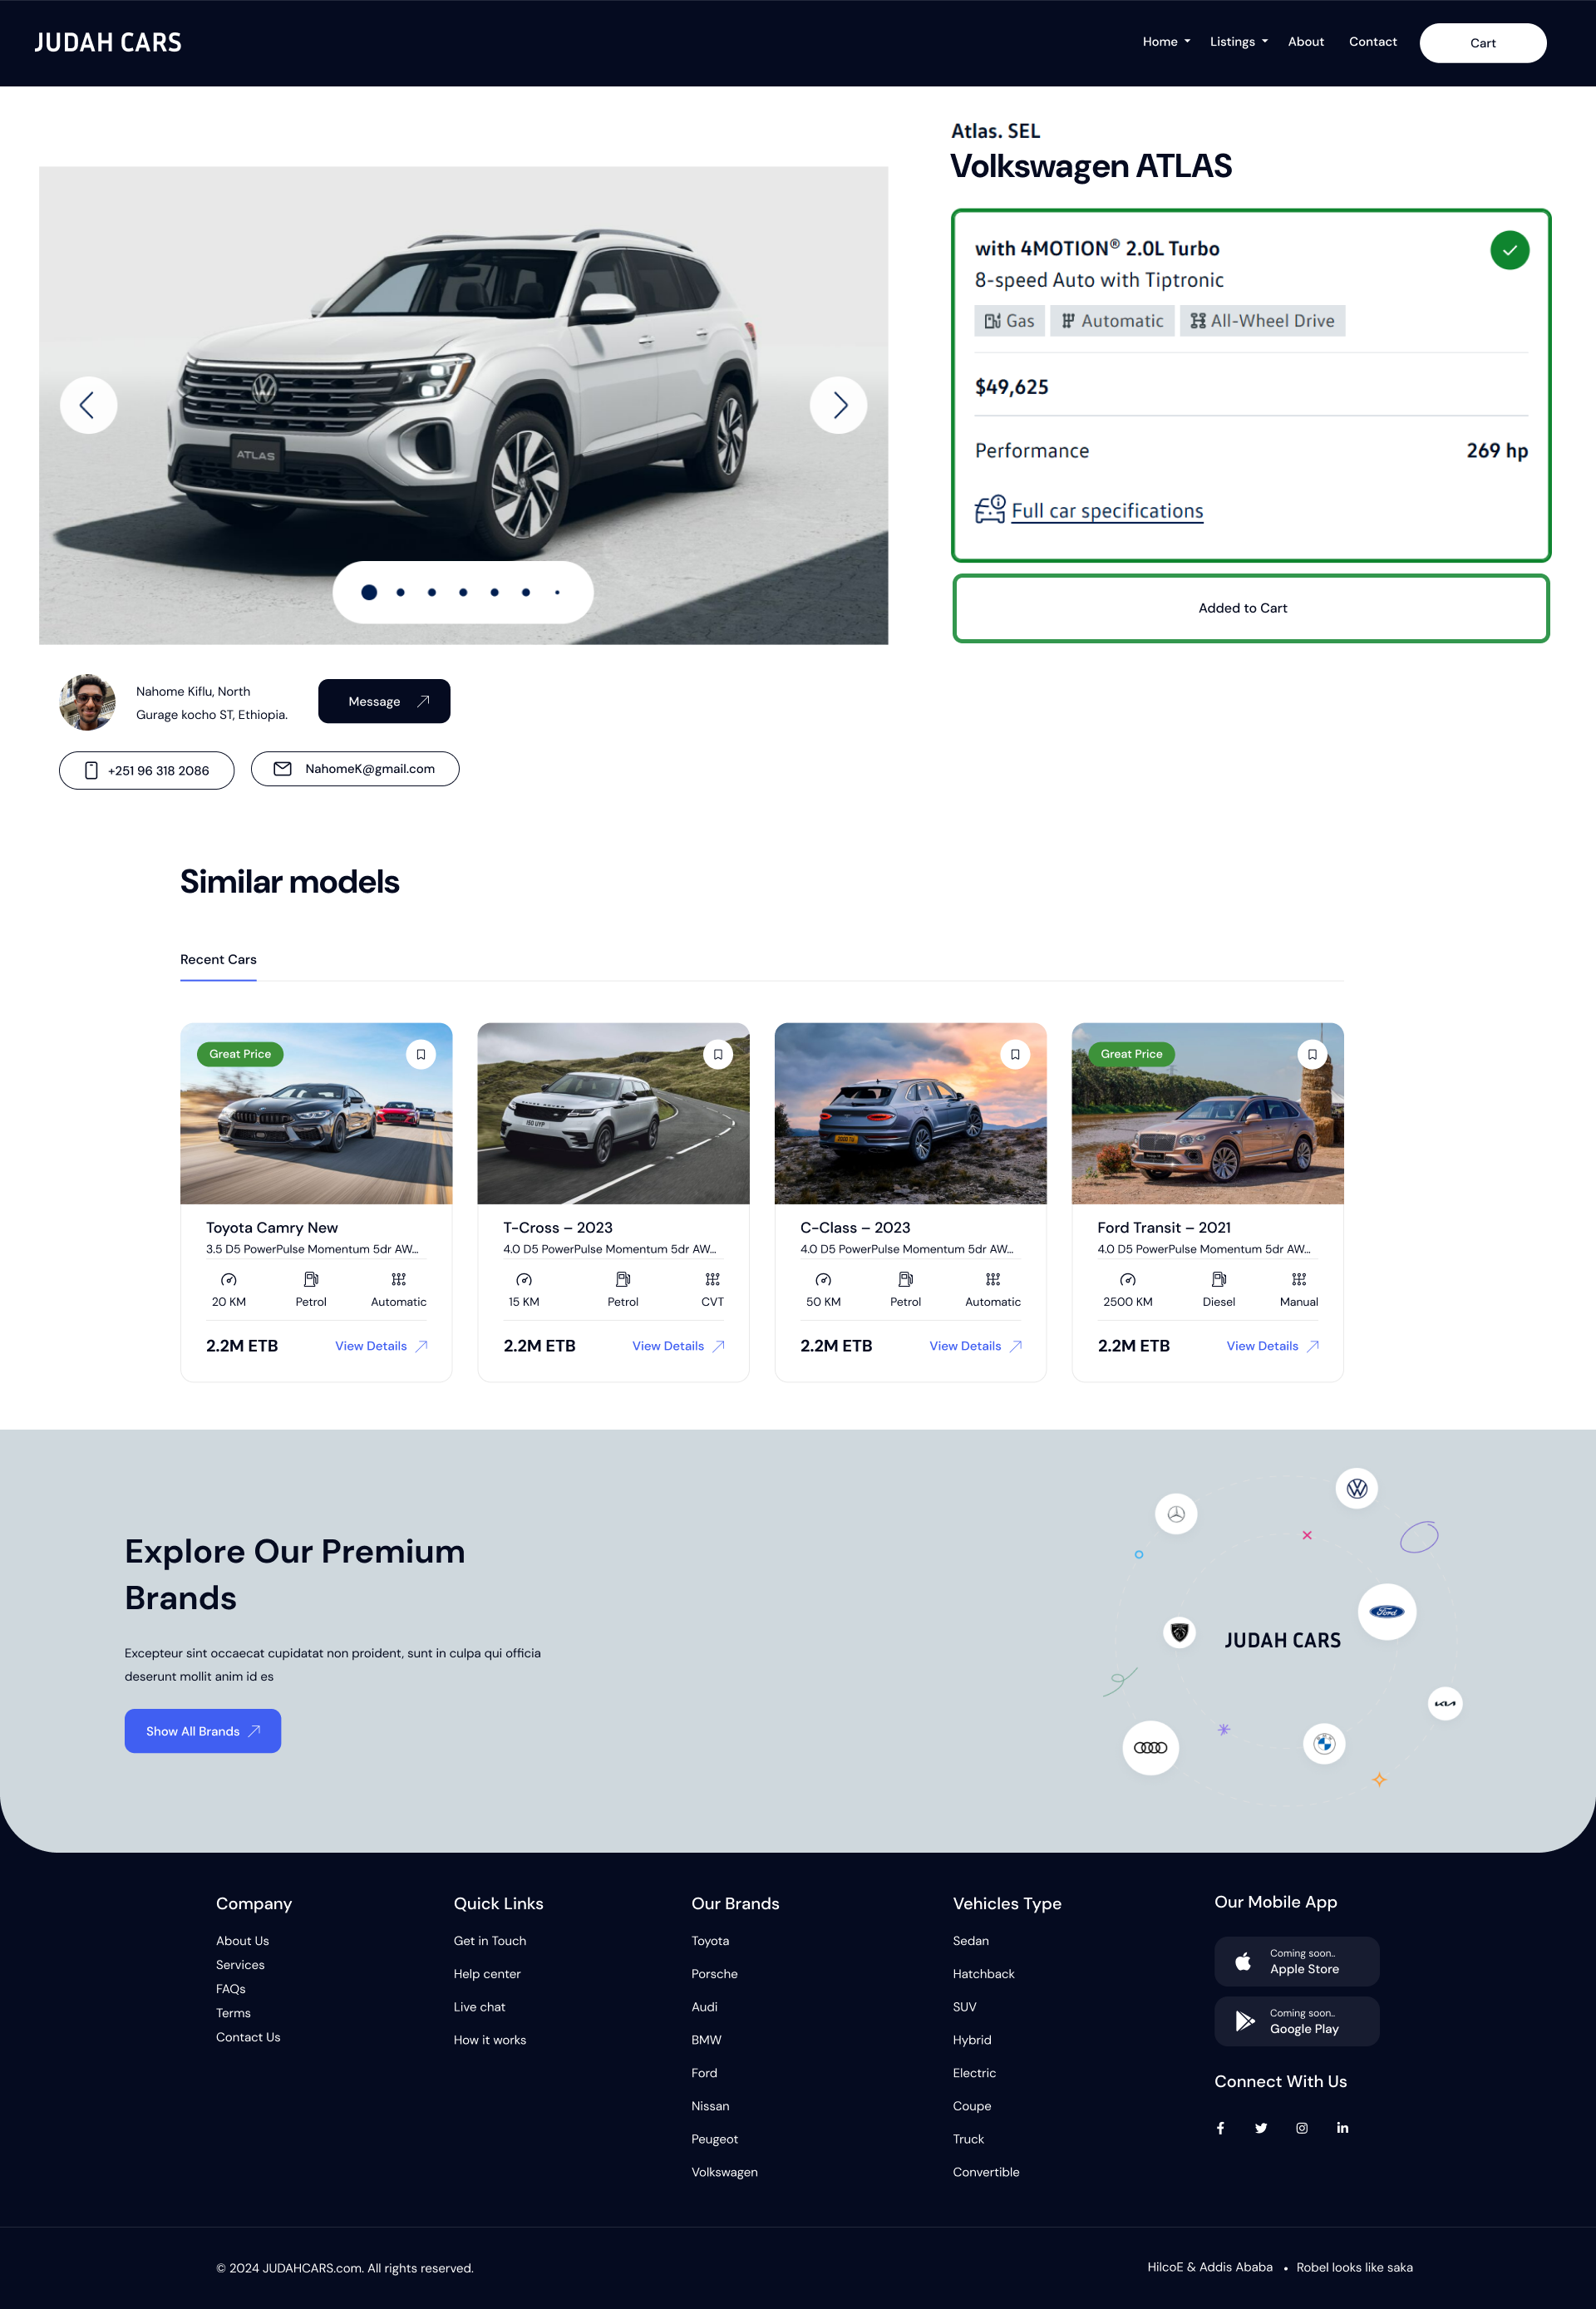 JUDAH CARS
Home
Listings
About
Contact
Cart
Atlas. SEL
Volkswagen ATLAS
with 4MOTION® 2.0L Turbo
8-speed Auto with Tiptronic
Gas
Automatic
All-Wheel Drive
$49,625
Performance
269 hp
Full car specifications
Added to Cart
ATLAS
Nahome Kiflu, North
Gurage kocho ST, Ethiopia.
Message
+251 96 318 2086
NahomeK@gmail.com
Similar models
Recent Cars
Great Price
Toyota Camry New
3.5 D5 PowerPulse Momentum 5dr AW...
20 KM
Petrol
Automatic
2.2M ETB
View Details
T-Cross – 2023
4.0 D5 PowerPulse Momentum 5dr AW...
15 KM
Petrol
CVT
2.2M ETB
View Details
C-Class – 2023
4.0 D5 PowerPulse Momentum 5dr AW...
50 KM
Petrol
Automatic
2.2M ETB
View Details
Great Price
Ford Transit – 2021
4.0 D5 PowerPulse Momentum 5dr AW...
2500 KM
Diesel
Manual
2.2M ETB
View Details
Explore Our Premium
Brands
Excepteur sint occaecat cupidatat non proident, sunt in culpa qui officia
deserunt mollit anim id es
Show All Brands
Ford
JUDAH CARS
Company
About Us
Services
FAQs
Terms
Contact Us
Quick Links
Get in Touch
Help center
Live chat
How it works
Our Brands
Toyota
Porsche
Audi
BMW
Ford
Nissan
Peugeot
Volkswagen
Vehicles Type
Sedan
Hatchback
SUV
Hybrid
Electric
Coupe
Truck
Convertible
Our Mobile App
Coming soon..
Apple Store
Coming soon..
Google Play
Connect With Us
© 2024 JUDAHCARS.com. All rights reserved.
HilcoE & Addis Ababa • Robel looks like saka